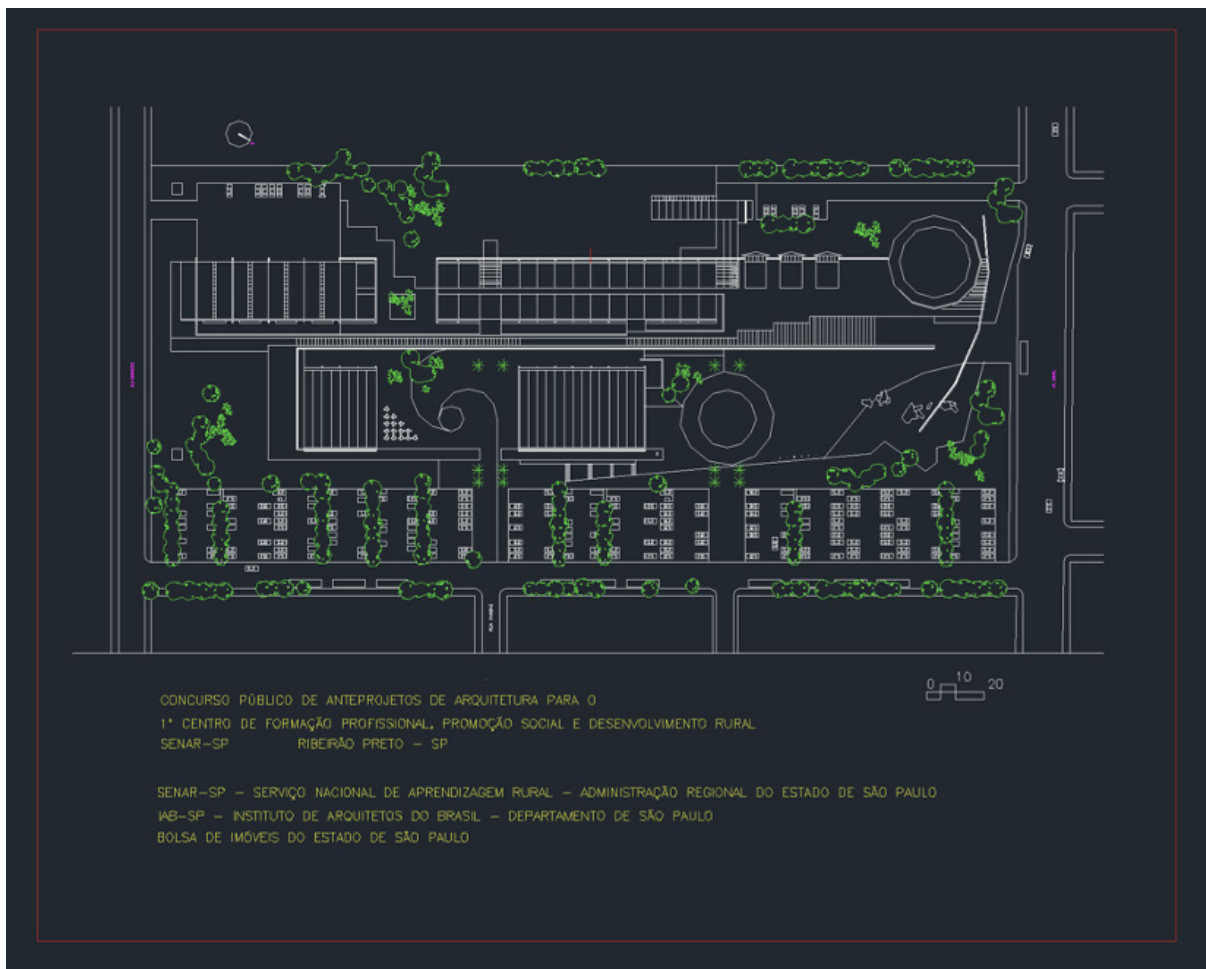 0 10 20
CONCURSO PÚBLICO DE ANTEPROJETOS DE ARQUITETURA PARA O
1° CENTRO DE FORMAÇÃO PROFISSIONAL, PROMOÇÃO SOCIAL E DESENVOLVIMENTO RURAL
SENAR-SP RIBEIRÃO PRETO - SP
SENAR-SP - SERVIÇO NACIONAL DE APRENDIZAGEM RURAL - ADMINISTRAÇÃO REGIONAL DO ESTADO DE SÃO PAULO
IAB-SP - INSTITUTO DE ARQUITETOS DO BRASIL - DEPARTAMENTO DE SÃO PAULO
BOLSA DE IMÓVEIS DO ESTADO DE SÃO PAULO